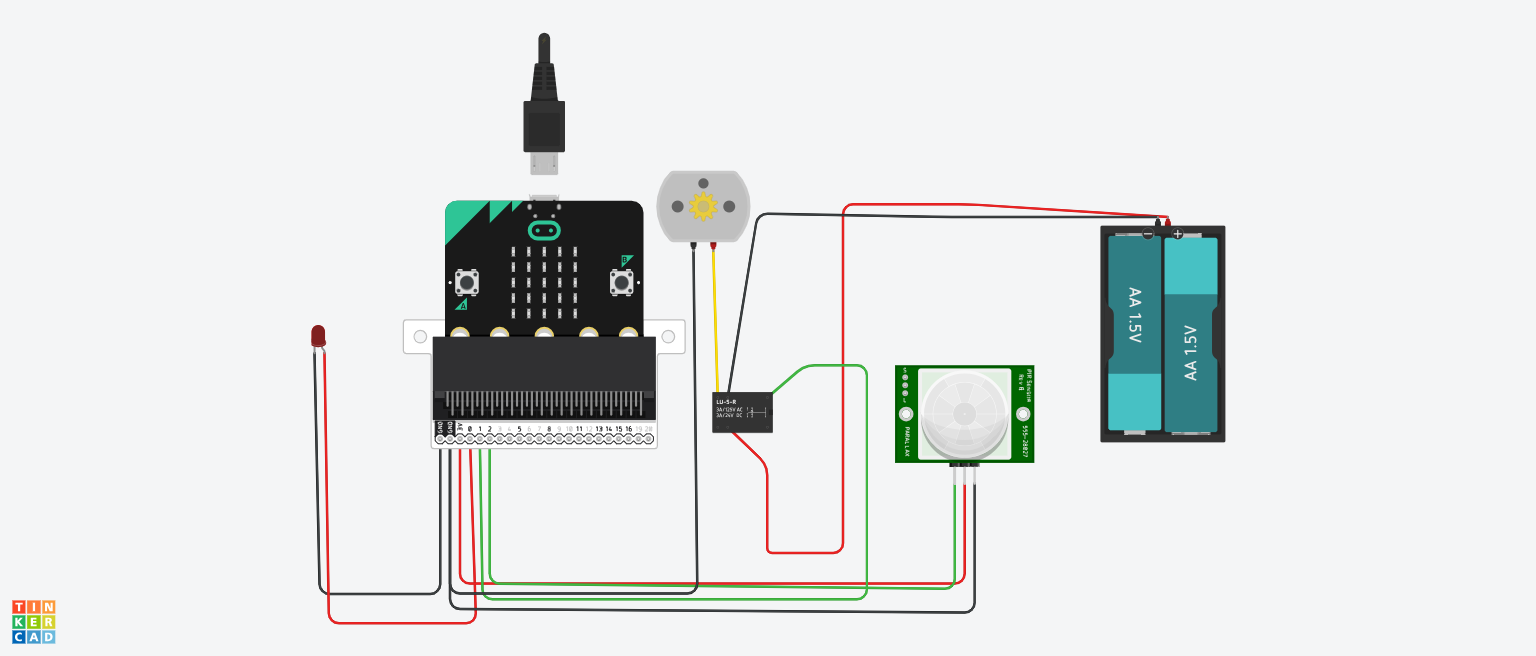 B
A
GND GND 3V 0 1 2 3 4 5 6 7 8 9 10 11 12 13 14 15 16 19 20
LU-5-R
3A/125V AC
3A/24V DC
PIR Sensor
Rev B
555-28027
PARALLAX
AA 1.5V
AA 1.5V
TIN
KER
CAD